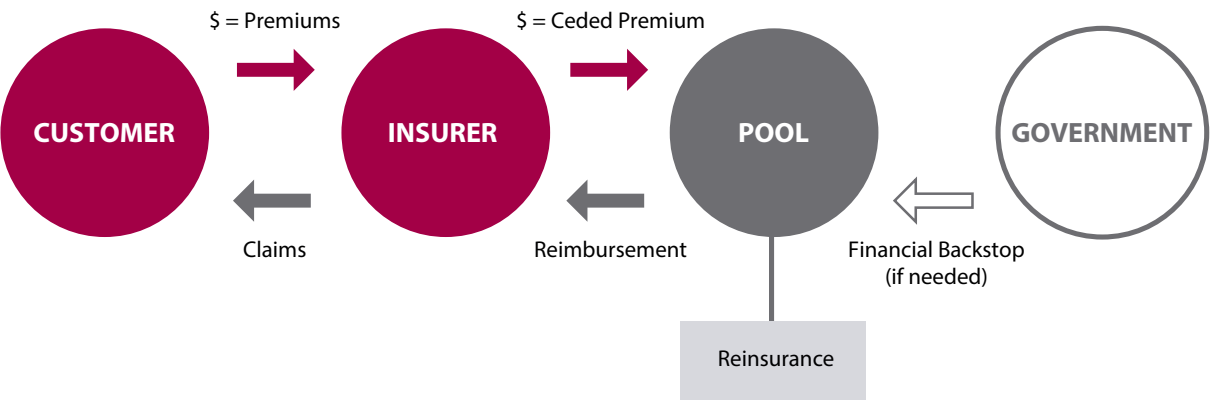 $ = Premiums
$ = Ceded Premium
CUSTOMER
INSURER
POOL
GOVERNMENT
Claims
Reimbursement
Financial Backstop
(if needed)
Reinsurance